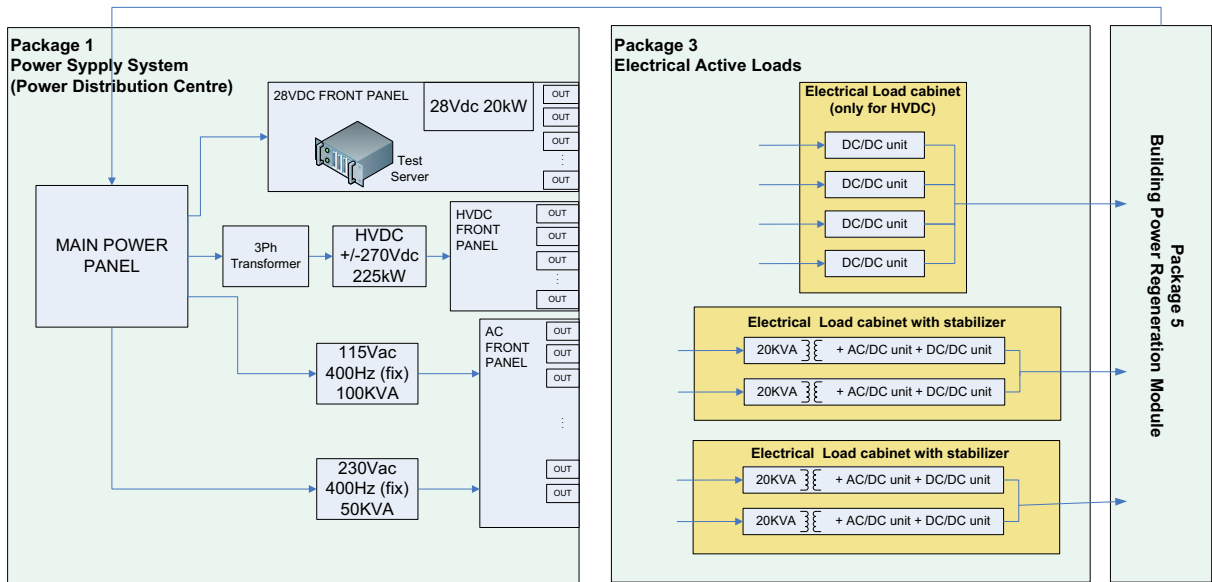 Package 1
Power Sypply System
(Power Distribution Centre)
28VDC FRONT PANEL
28Vdc 20kW
OUT
OUT
OUT
⋮
OUT
Test
Server
MAIN POWER
PANEL
3Ph
Transformer
HVDC
+/-270Vdc
225kW
HVDC
FRONT
PANEL
OUT
OUT
OUT
⋮
OUT
115Vac
400Hz (fix)
100KVA
AC
FRONT
PANEL
OUT
OUT
OUT
⋮
OUT
OUT
230Vac
400Hz (fix)
50KVA
Package 3
Electrical Active Loads
Electrical Load cabinet
(only for HVDC)
DC/DC unit
DC/DC unit
DC/DC unit
DC/DC unit
Electrical Load cabinet with stabilizer
20KVA + AC/DC unit + DC/DC unit
20KVA + AC/DC unit + DC/DC unit
Electrical Load cabinet with stabilizer
20KVA + AC/DC unit + DC/DC unit
20KVA + AC/DC unit + DC/DC unit
Package 5
Building Power Regeneration Module